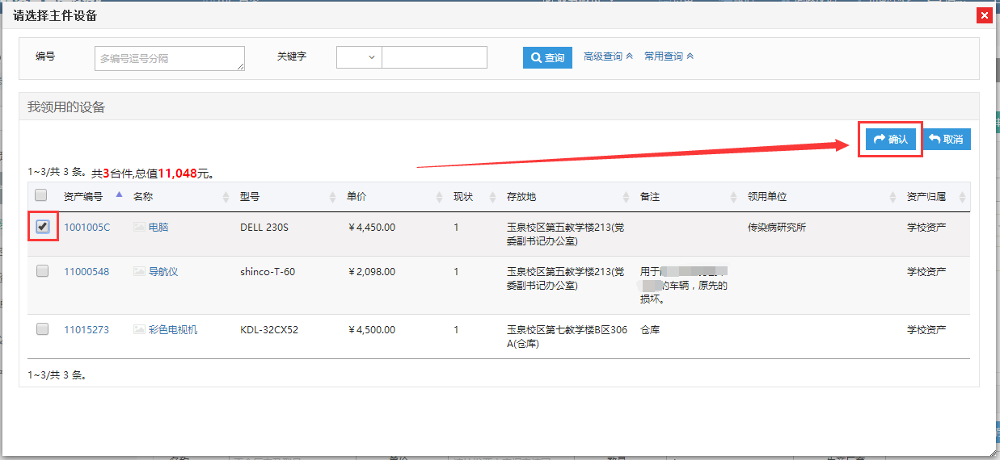 请选择主件设备
编号 多编号逗号分隔 关键字 查询 高级查询 常用查询
我领用的设备
确认 取消
1~3/共 3 条。共3台件,总值11,048元。
资产编号 名称 型号 单价 现状 存放地 备注 领用单位 资产归属
1001005C 电脑 DELL 230S ¥4,450.00 1 玉泉校区第五教学楼213(党 传染病研究所 学校资产
委副书记办公室)
11000548 导航仪 shinco-T-60 ¥2,098.00 1 玉泉校区第五教学楼213(党 用于 学校资产
委副书记办公室) 的车辆，原先的
损坏。
11015273 彩色电视机 KDL-32CX52 ¥4,500.00 1 玉泉校区第七教学楼B区306 仓库 学校资产
A(仓库)
1~3/共 3 条。